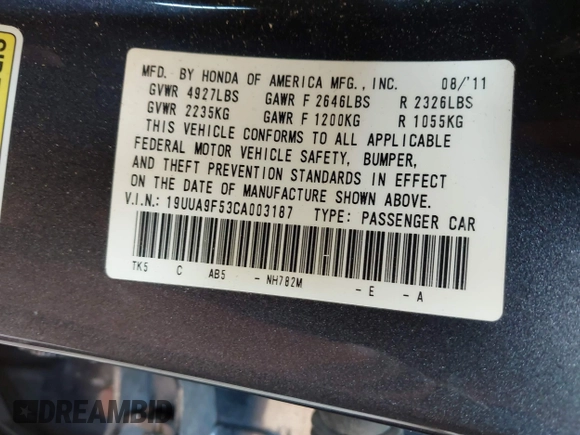 MFD. BY HONDA OF AMERICA MFG., INC. 08/'11
GVWR 4927LBS GAWR F 2646LBS R 2326LBS
GVWR 2235KG GAWR F 1200KG R 1055KG
THIS VEHICLE CONFORMS TO ALL APPLICABLE
FEDERAL MOTOR VEHICLE SAFETY, BUMPER,
AND THEFT PREVENTION STANDARDS IN EFFECT
ON THE DATE OF MANUFACTURE SHOWN ABOVE.
V.I.N.: 19UUA9F53CA003187 TYPE: PASSENGER CAR
TK5 C AB5 - NH782M - E - A
DREAMBID